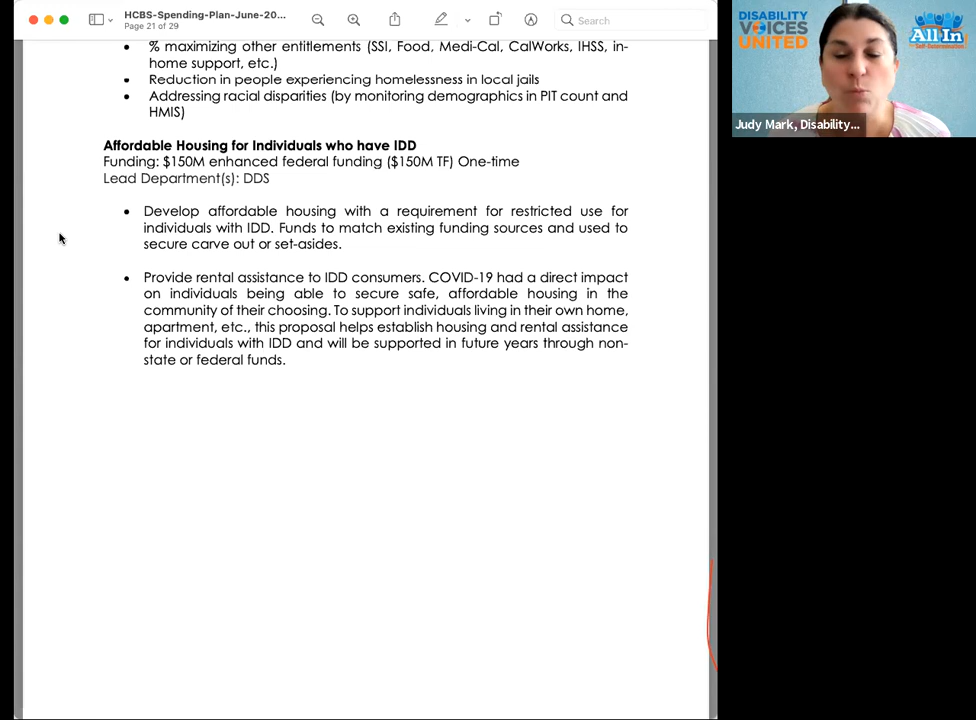 HCBS-Spending-Plan-June-20...
Page 21 of 29
Search
% maximizing other entitlements (SSI, Food, Medi-Cal, CalWorks, IHSS, in-
home support, etc.)
Reduction in people experiencing homelessness in local jails
Addressing racial disparities (by monitoring demographics in PIT count and
HMIS)
Affordable Housing for Individuals who have IDD
Funding: $150M enhanced federal funding ($150M TF) One-time
Lead Department(s): DDS
Develop affordable housing with a requirement for restricted use for
individuals with IDD. Funds to match existing funding sources and used to
secure carve out or set-asides.
Provide rental assistance to IDD consumers. COVID-19 had a direct impact
on individuals being able to secure safe, affordable housing in the
community of their choosing. To support individuals living in their own home,
apartment, etc., this proposal helps establish housing and rental assistance
for individuals with IDD and will be supported in future years through non-
state or federal funds.
DISABILITY
VOICES
UNITED
All In
Self-Determination!
Judy Mark, Disability...